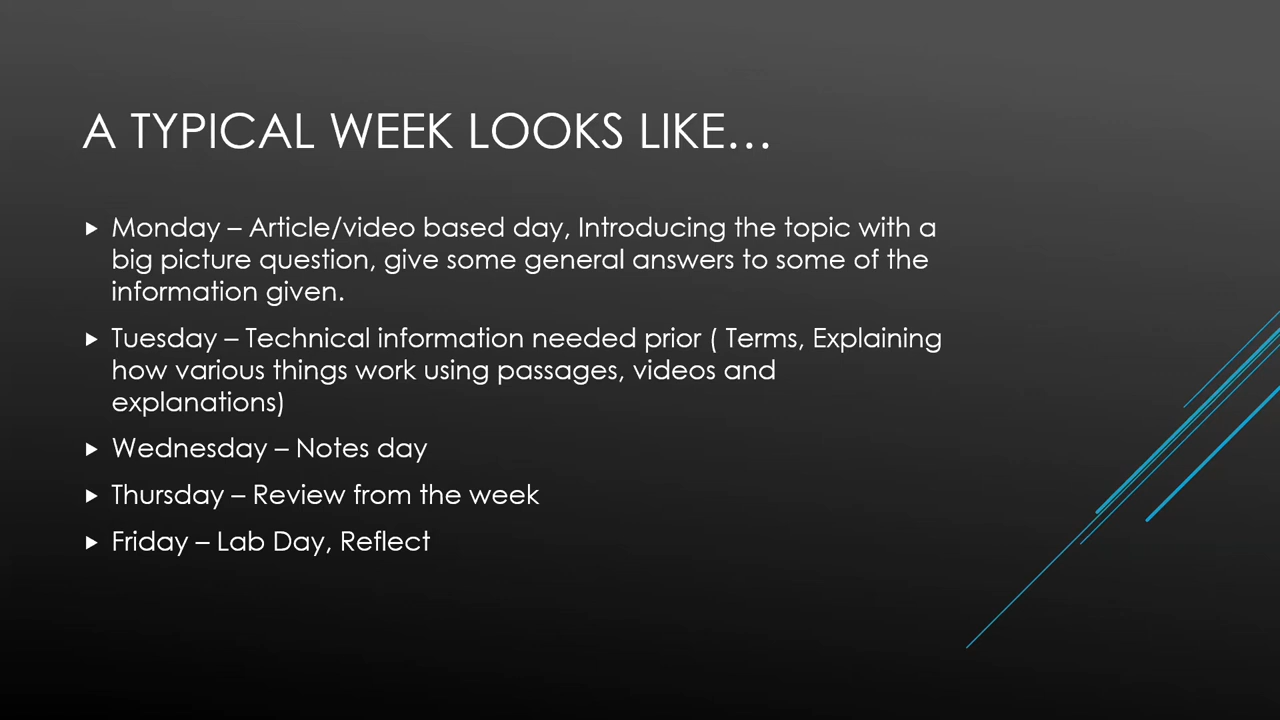 A TYPICAL WEEK LOOKS LIKE…
Monday – Article/video based day, Introducing the topic with a
big picture question, give some general answers to some of the
information given.
Tuesday – Technical information needed prior ( Terms, Explaining
how various things work using passages, videos and
explanations)
Wednesday – Notes day
Thursday – Review from the week
Friday – Lab Day, Reflect